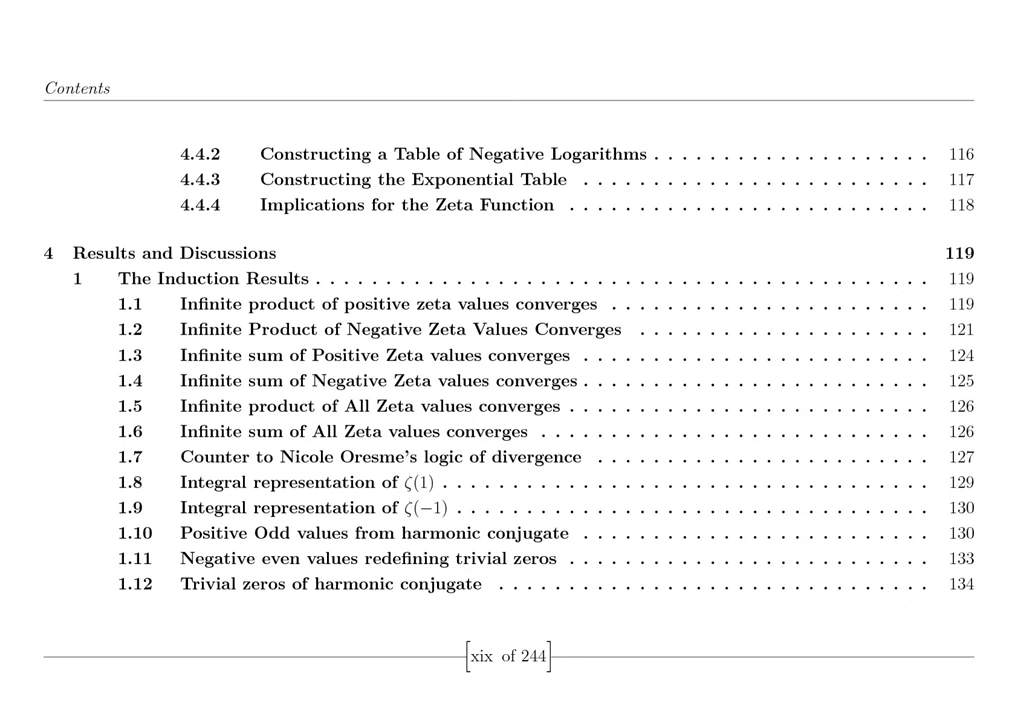 Contents
4.4.2 Constructing a Table of Negative Logarithms . . . . . . . . . . . . . . . . . . . . 116
4.4.3 Constructing the Exponential Table . . . . . . . . . . . . . . . . . . . . . . . . . 117
4.4.4 Implications for the Zeta Function . . . . . . . . . . . . . . . . . . . . . . . . . . 118
4 Results and Discussions 119
1 The Induction Results . . . . . . . . . . . . . . . . . . . . . . . . . . . . . . . . . . . . . . . . . . . . 119
1.1 Infinite product of positive zeta values converges . . . . . . . . . . . . . . . . . . . . . . . 119
1.2 Infinite Product of Negative Zeta Values Converges . . . . . . . . . . . . . . . . . . . . . 121
1.3 Infinite sum of Positive Zeta values converges . . . . . . . . . . . . . . . . . . . . . . . . . 124
1.4 Infinite sum of Negative Zeta values converges . . . . . . . . . . . . . . . . . . . . . . . . . 125
1.5 Infinite product of All Zeta values converges . . . . . . . . . . . . . . . . . . . . . . . . . . 126
1.6 Infinite sum of All Zeta values converges . . . . . . . . . . . . . . . . . . . . . . . . . . . . 126
1.7 Counter to Nicole Oresme's logic of divergence . . . . . . . . . . . . . . . . . . . . . . . . 127
1.8 Integral representation of ζ(1) . . . . . . . . . . . . . . . . . . . . . . . . . . . . . . . . . . . 129
1.9 Integral representation of ζ(−1) . . . . . . . . . . . . . . . . . . . . . . . . . . . . . . . . . . 130
1.10 Positive Odd values from harmonic conjugate . . . . . . . . . . . . . . . . . . . . . . . . . 130
1.11 Negative even values redefining trivial zeros . . . . . . . . . . . . . . . . . . . . . . . . . . 133
1.12 Trivial zeros of harmonic conjugate . . . . . . . . . . . . . . . . . . . . . . . . . . . . . . . 134
[xix of 244]